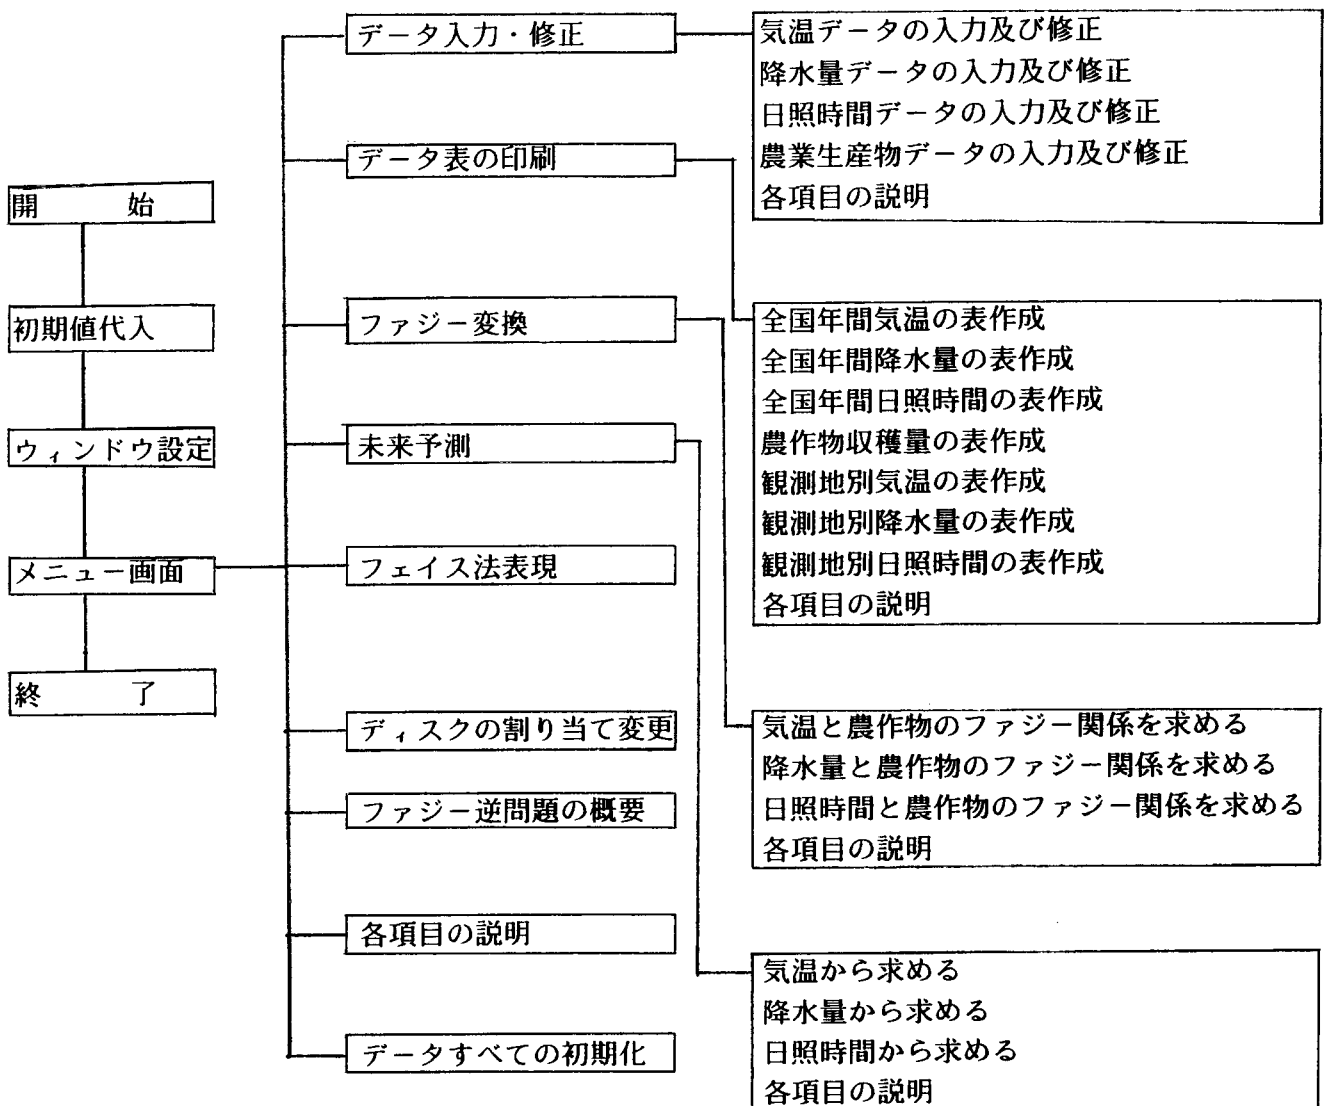 開 始
初期値代入
ウィンドウ設定
メニュー画面
終 了
データ入力・修正
データ表の印刷
ファジー変換
未来予測
フェイス法表現
ディスクの割り当て変更
ファジー逆問題の概要
各項目の説明
データすべての初期化
気温データの入力及び修正
降水量データの入力及び修正
日照時間データの入力及び修正
農業生産物データの入力及び修正
各項目の説明
全国年間気温の表作成
全国年間降水量の表作成
全国年間日照時間の表作成
農作物収穫量の表作成
観測地別気温の表作成
観測地別降水量の表作成
観測地別日照時間の表作成
各項目の説明
気温と農作物のファジー関係を求める
降水量と農作物のファジー関係を求める
日照時間と農作物のファジー関係を求める
各項目の説明
気温から求める
降水量から求める
日照時間から求める
各項目の説明